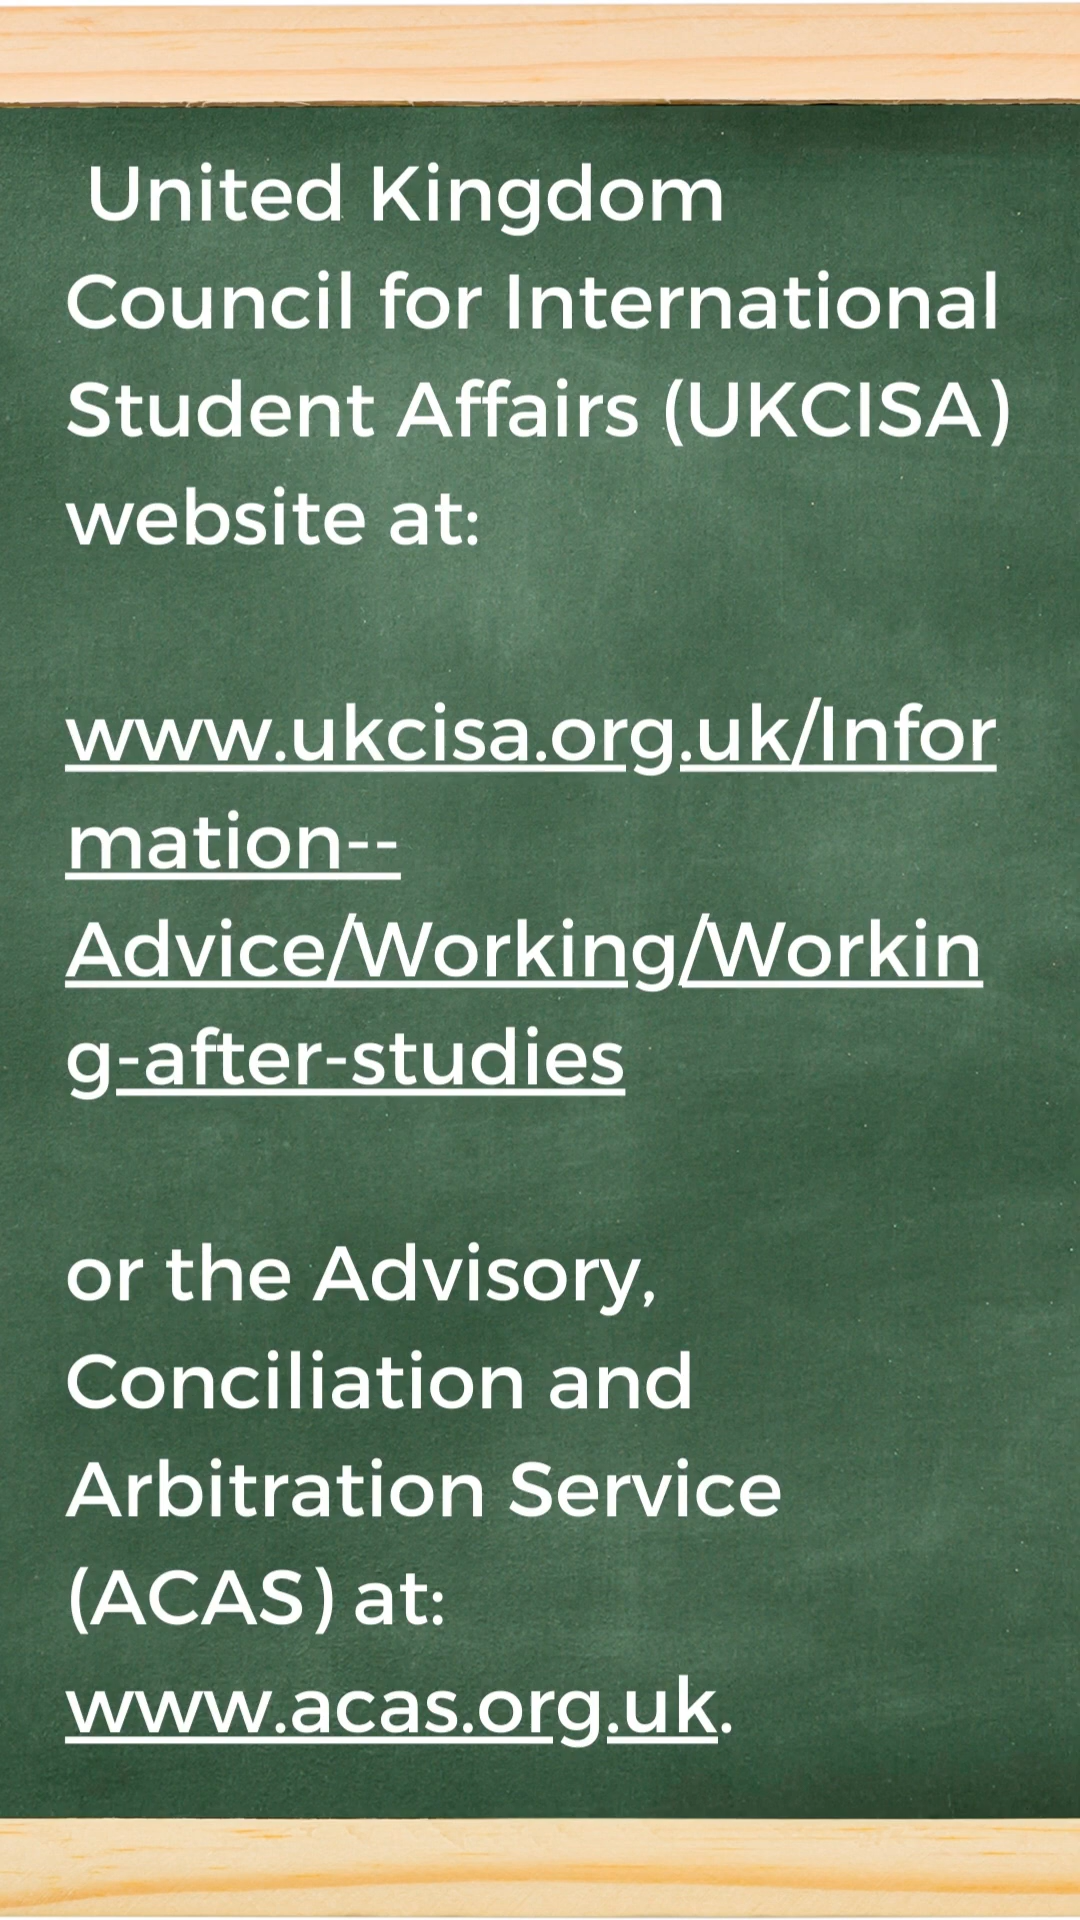 United Kingdom
Council for International
Student Affairs (UKCISA)
website at:
www.ukcisa.org.uk/Infor
mation--
Advice/Working/Workin
g-after-studies
or the Advisory,
Conciliation and
Arbitration Service
(ACAS) at:
www.acas.org.uk.